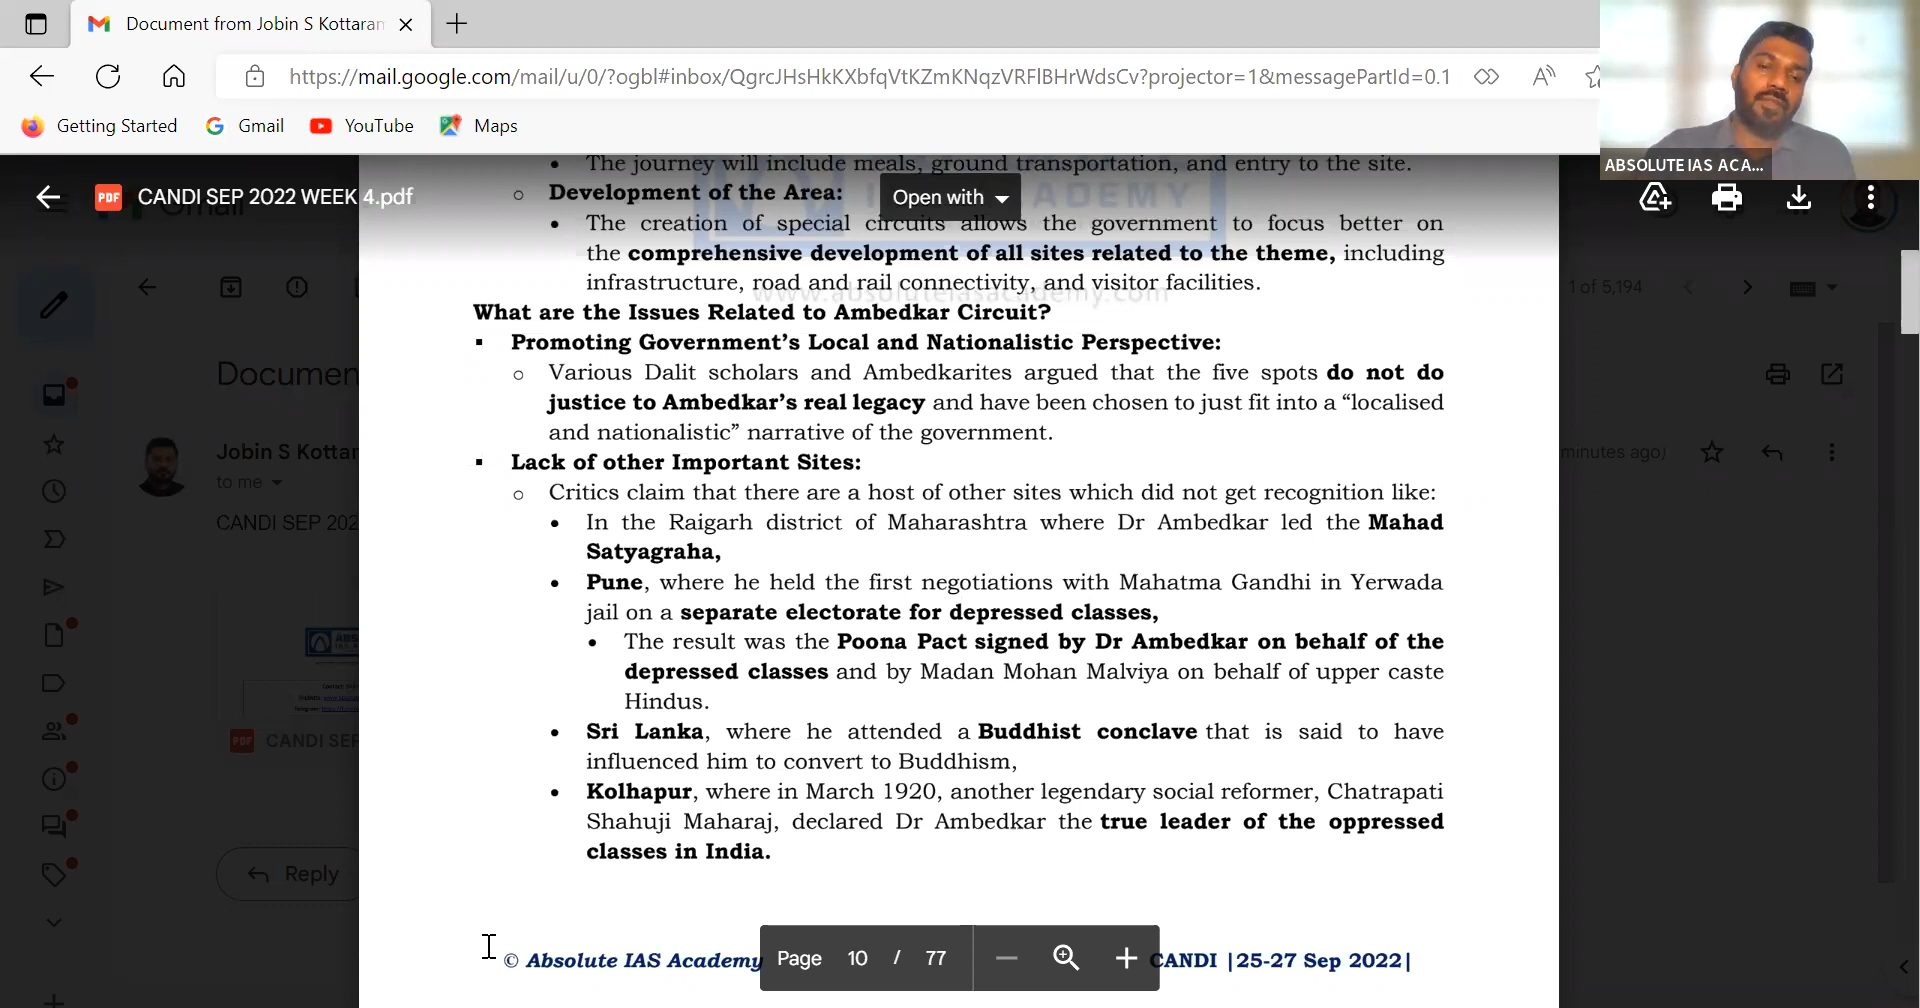 Document from Jobin S Kottaran
https://mail.google.com/mail/u/0/?ogbl#inbox/QgrcJHsHkKXbfqVtKZmKNqzVRFlBHrWdsCv?projector=1&messagePartId=0.1
Getting Started
Gmail
YouTube
Maps
ABSOLUTE IAS ACA...
PDF
CANDI SEP 2022 WEEK 4.pdf
Open with
• The journey will include meals, ground transportation, and entry to the site.
○ Development of the Area:
• The creation of special circuits allows the government to focus better on
the comprehensive development of all sites related to the theme, including
infrastructure, road and rail connectivity, and visitor facilities.
www.absoluteiasacademy.com
What are the Issues Related to Ambedkar Circuit?
▪ Promoting Government’s Local and Nationalistic Perspective:
○ Various Dalit scholars and Ambedkarites argued that the five spots do not do
justice to Ambedkar’s real legacy and have been chosen to just fit into a “localised
and nationalistic” narrative of the government.
▪ Lack of other Important Sites:
○ Critics claim that there are a host of other sites which did not get recognition like:
• In the Raigarh district of Maharashtra where Dr Ambedkar led the Mahad
Satyagraha,
• Pune, where he held the first negotiations with Mahatma Gandhi in Yerwada
jail on a separate electorate for depressed classes,
• The result was the Poona Pact signed by Dr Ambedkar on behalf of the
depressed classes and by Madan Mohan Malviya on behalf of upper caste
Hindus.
• Sri Lanka, where he attended a Buddhist conclave that is said to have
influenced him to convert to Buddhism,
• Kolhapur, where in March 1920, another legendary social reformer, Chatrapati
Shahuji Maharaj, declared Dr Ambedkar the true leader of the oppressed
classes in India.
© Absolute IAS Academy
CANDI |25-27 Sep 2022|
Page 10 / 77
1 of 5,194
Documen
Jobin S Kottar
minutes ago)
to me
CANDI SEP 202
PDF CANDI SEP
Reply